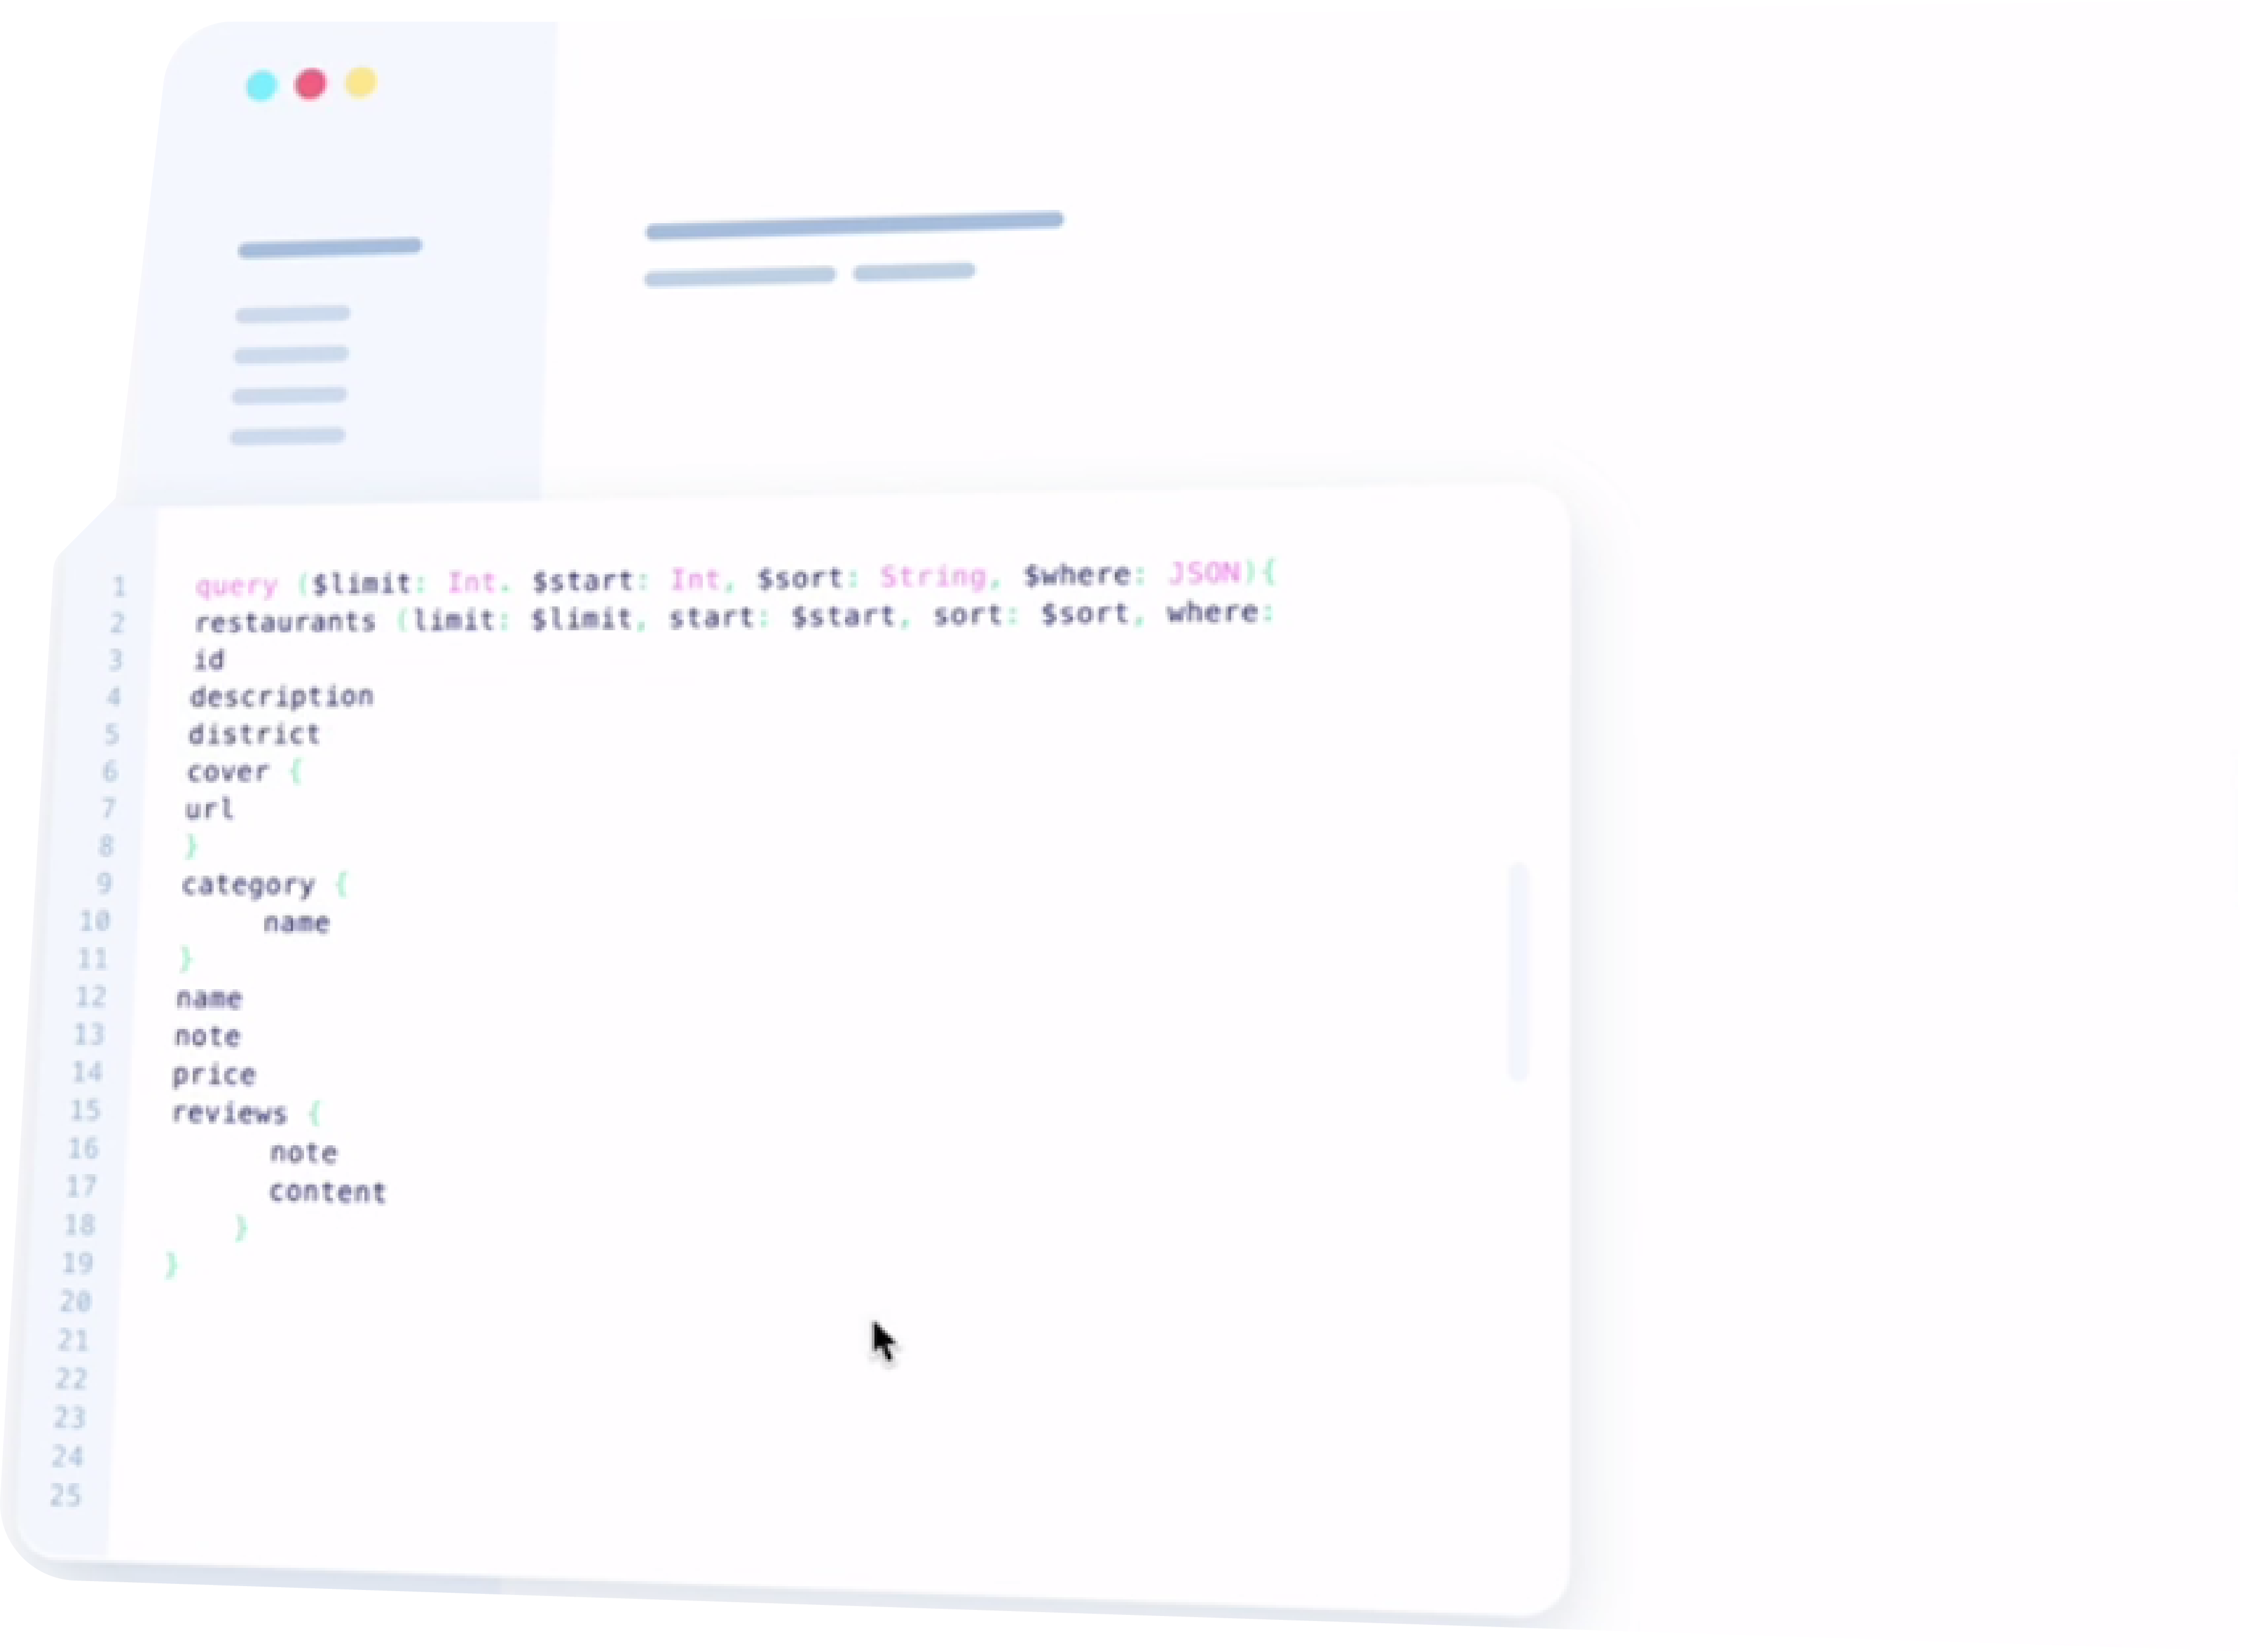 1 query ($limit: Int. $start: Int, $sort: String, $where: JSON){
2 restaurants (limit: $limit, start: $start, sort: $sort, where:
3 id
4 description
5 district
6 cover {
7 url
8 }
9 category {
10 name
11 }
12 name
13 note
14 price
15 reviews {
16 note
17 content
18 }
19 }
20
21
22
23
24
25